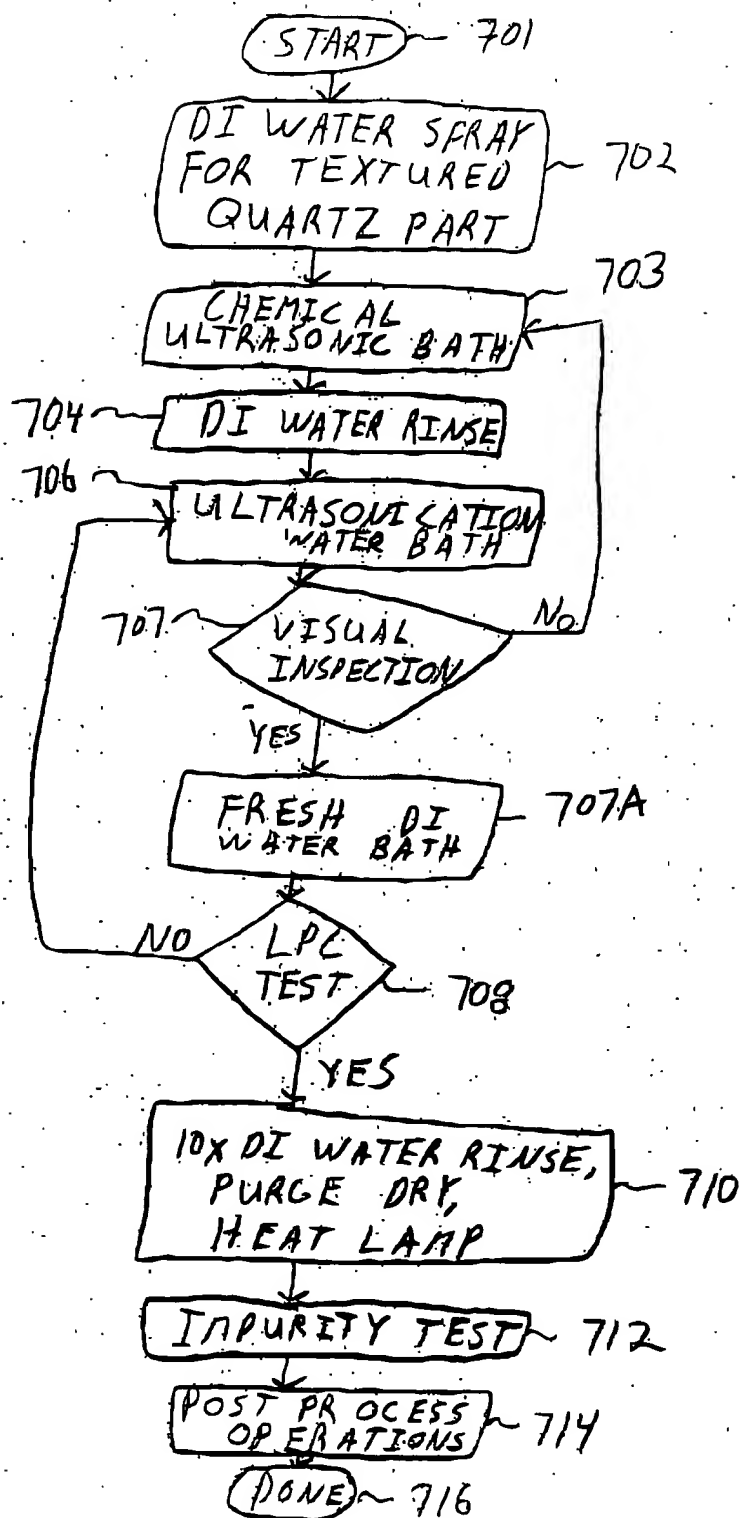 START 701
DI WATER SPRAY
FOR TEXTURED 702
QUARTZ PART
703
CHEMICAL
ULTRASONIC BATH
704 DI WATER RINSE
706
ULTRASONICATION
WATER BATH
707 VISUAL NO
INSPECTION
YES
FRESH DI 707A
WATER BATH
NO LPC
TEST 708
YES
10X DI WATER RINSE,
PURGE DRY, 710
HEAT LAMP
IMPURITY TEST 712
POST PROCESS
OPERATIONS 714
DONE 716